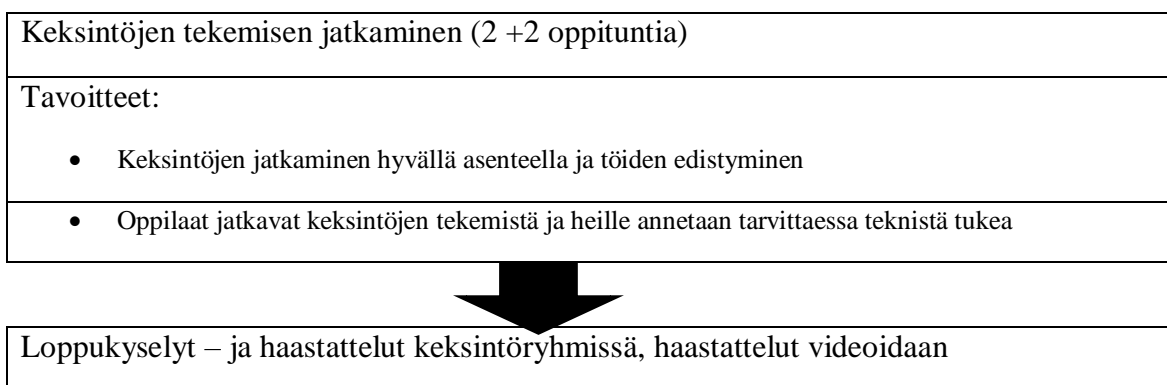 Keksintöjen tekemisen jatkaminen (2 +2 oppituntia)
Tavoitteet:
• Keksintöjen jatkaminen hyvällä asenteella ja töiden edistyminen
• Oppilaat jatkavat keksintöjen tekemistä ja heille annetaan tarvittaessa teknistä tukea
Loppukyselyt – ja haastattelut keksintöryhmissä, haastattelut videoidaan